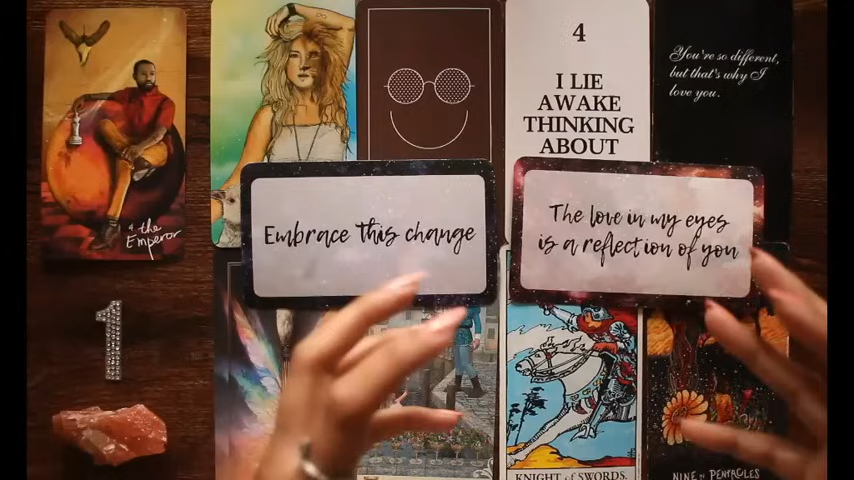 4
I LIE
AWAKE
THINKING
ABOUT
You're so different,
but that's why I
love you.
4 the
Emperor
Embrace this change
The love in my eyes
is a reflection of you
1
KNIGHT of SWORDS.
NINE of PENTACLES